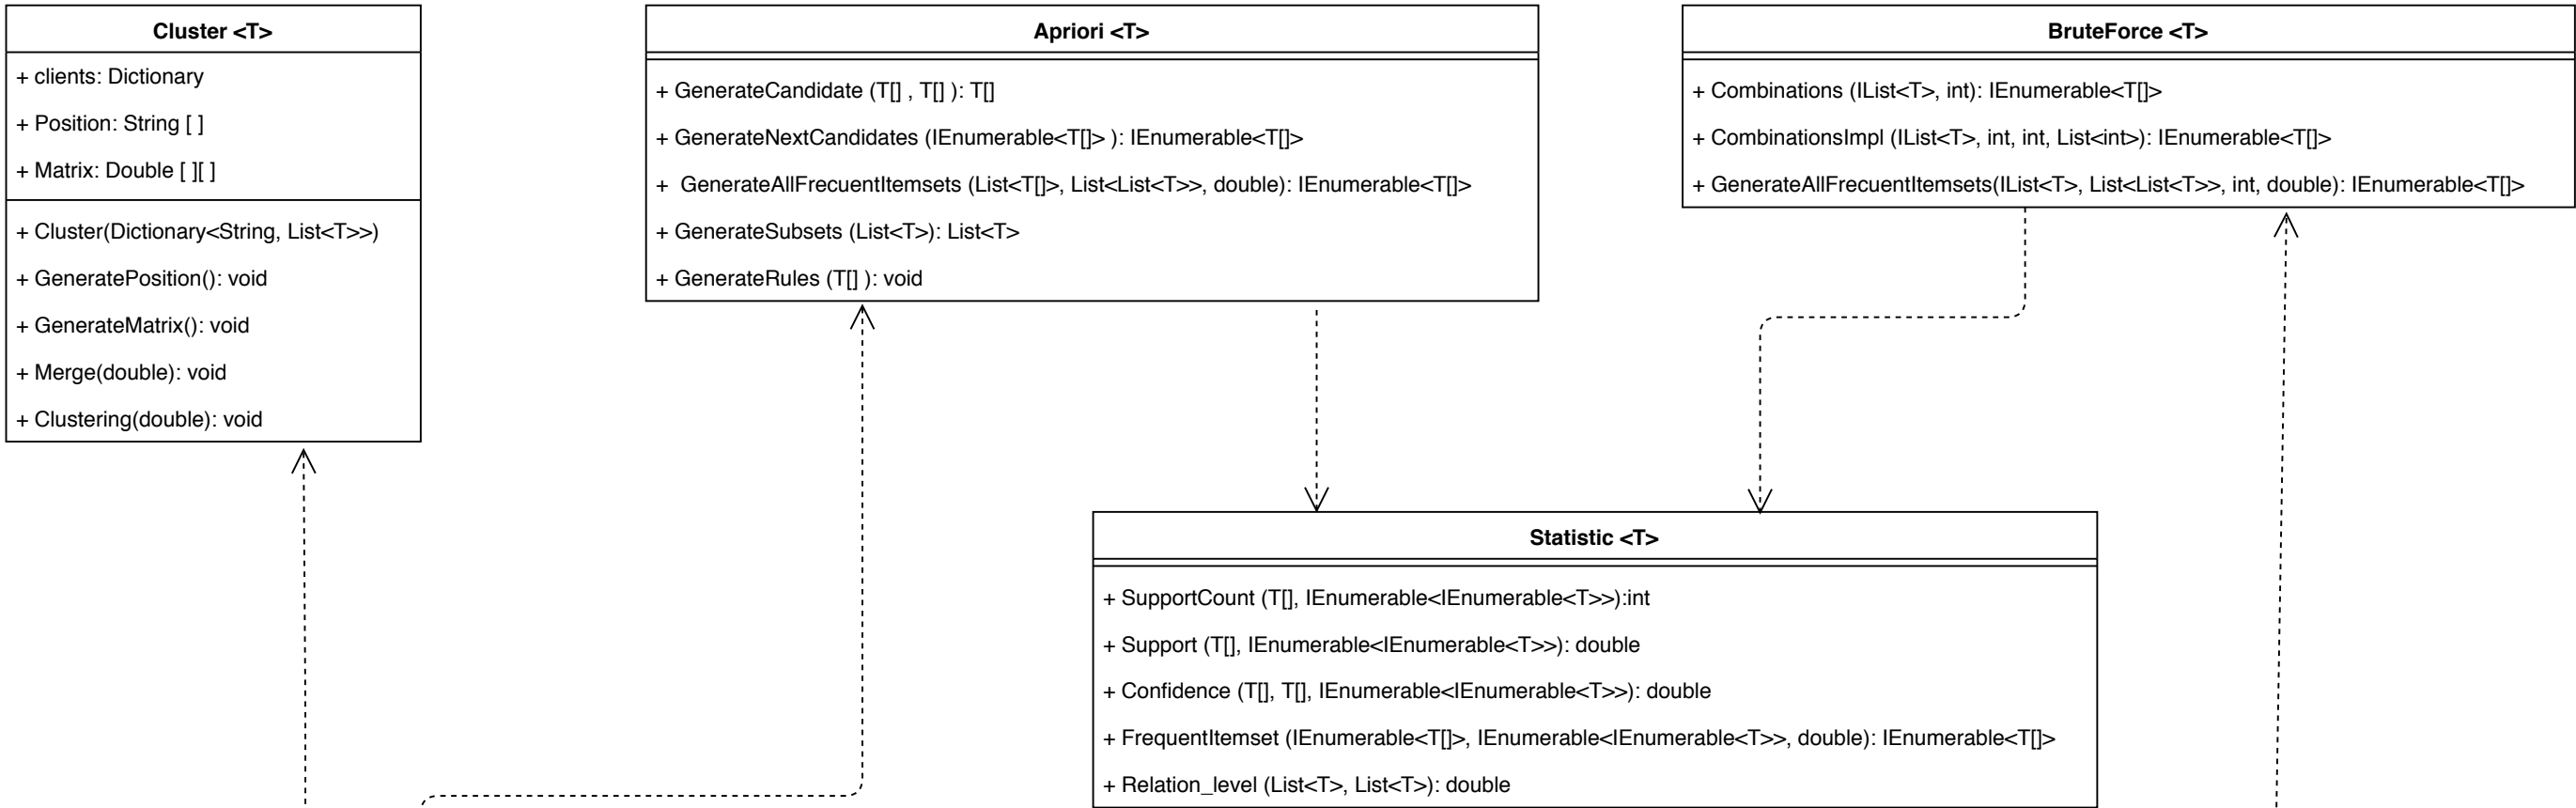 Cluster <T>
+ clients: Dictionary
+ Position: String [ ]
+ Matrix: Double [ ][ ]
+ Cluster(Dictionary<String, List<T>>)
+ GeneratePosition(): void
+ GenerateMatrix(): void
+ Merge(double): void
+ Clustering(double): void
Apriori <T>
+ GenerateCandidate (T[] , T[] ): T[]
+ GenerateNextCandidates (IEnumerable<T[]> ): IEnumerable<T[]>
+  GenerateAllFrecuentItemsets (List<T[]>, List<List<T>>, double): IEnumerable<T[]>
+ GenerateSubsets (List<T>): List<T>
+ GenerateRules (T[] ): void
BruteForce <T>
+ Combinations (IList<T>, int): IEnumerable<T[]>
+ CombinationsImpl (IList<T>, int, int, List<int>): IEnumerable<T[]>
+ GenerateAllFrecuentItemsets(IList<T>, List<List<T>>, int, double): IEnumerable<T[]>
Statistic <T>
+ SupportCount (T[], IEnumerable<IEnumerable<T>>):int
+ Support (T[], IEnumerable<IEnumerable<T>>): double
+ Confidence (T[], T[], IEnumerable<IEnumerable<T>>): double
+ FrequentItemset (IEnumerable<T[]>, IEnumerable<IEnumerable<T>>, double): IEnumerable<T[]>
+ Relation_level (List<T>, List<T>): double